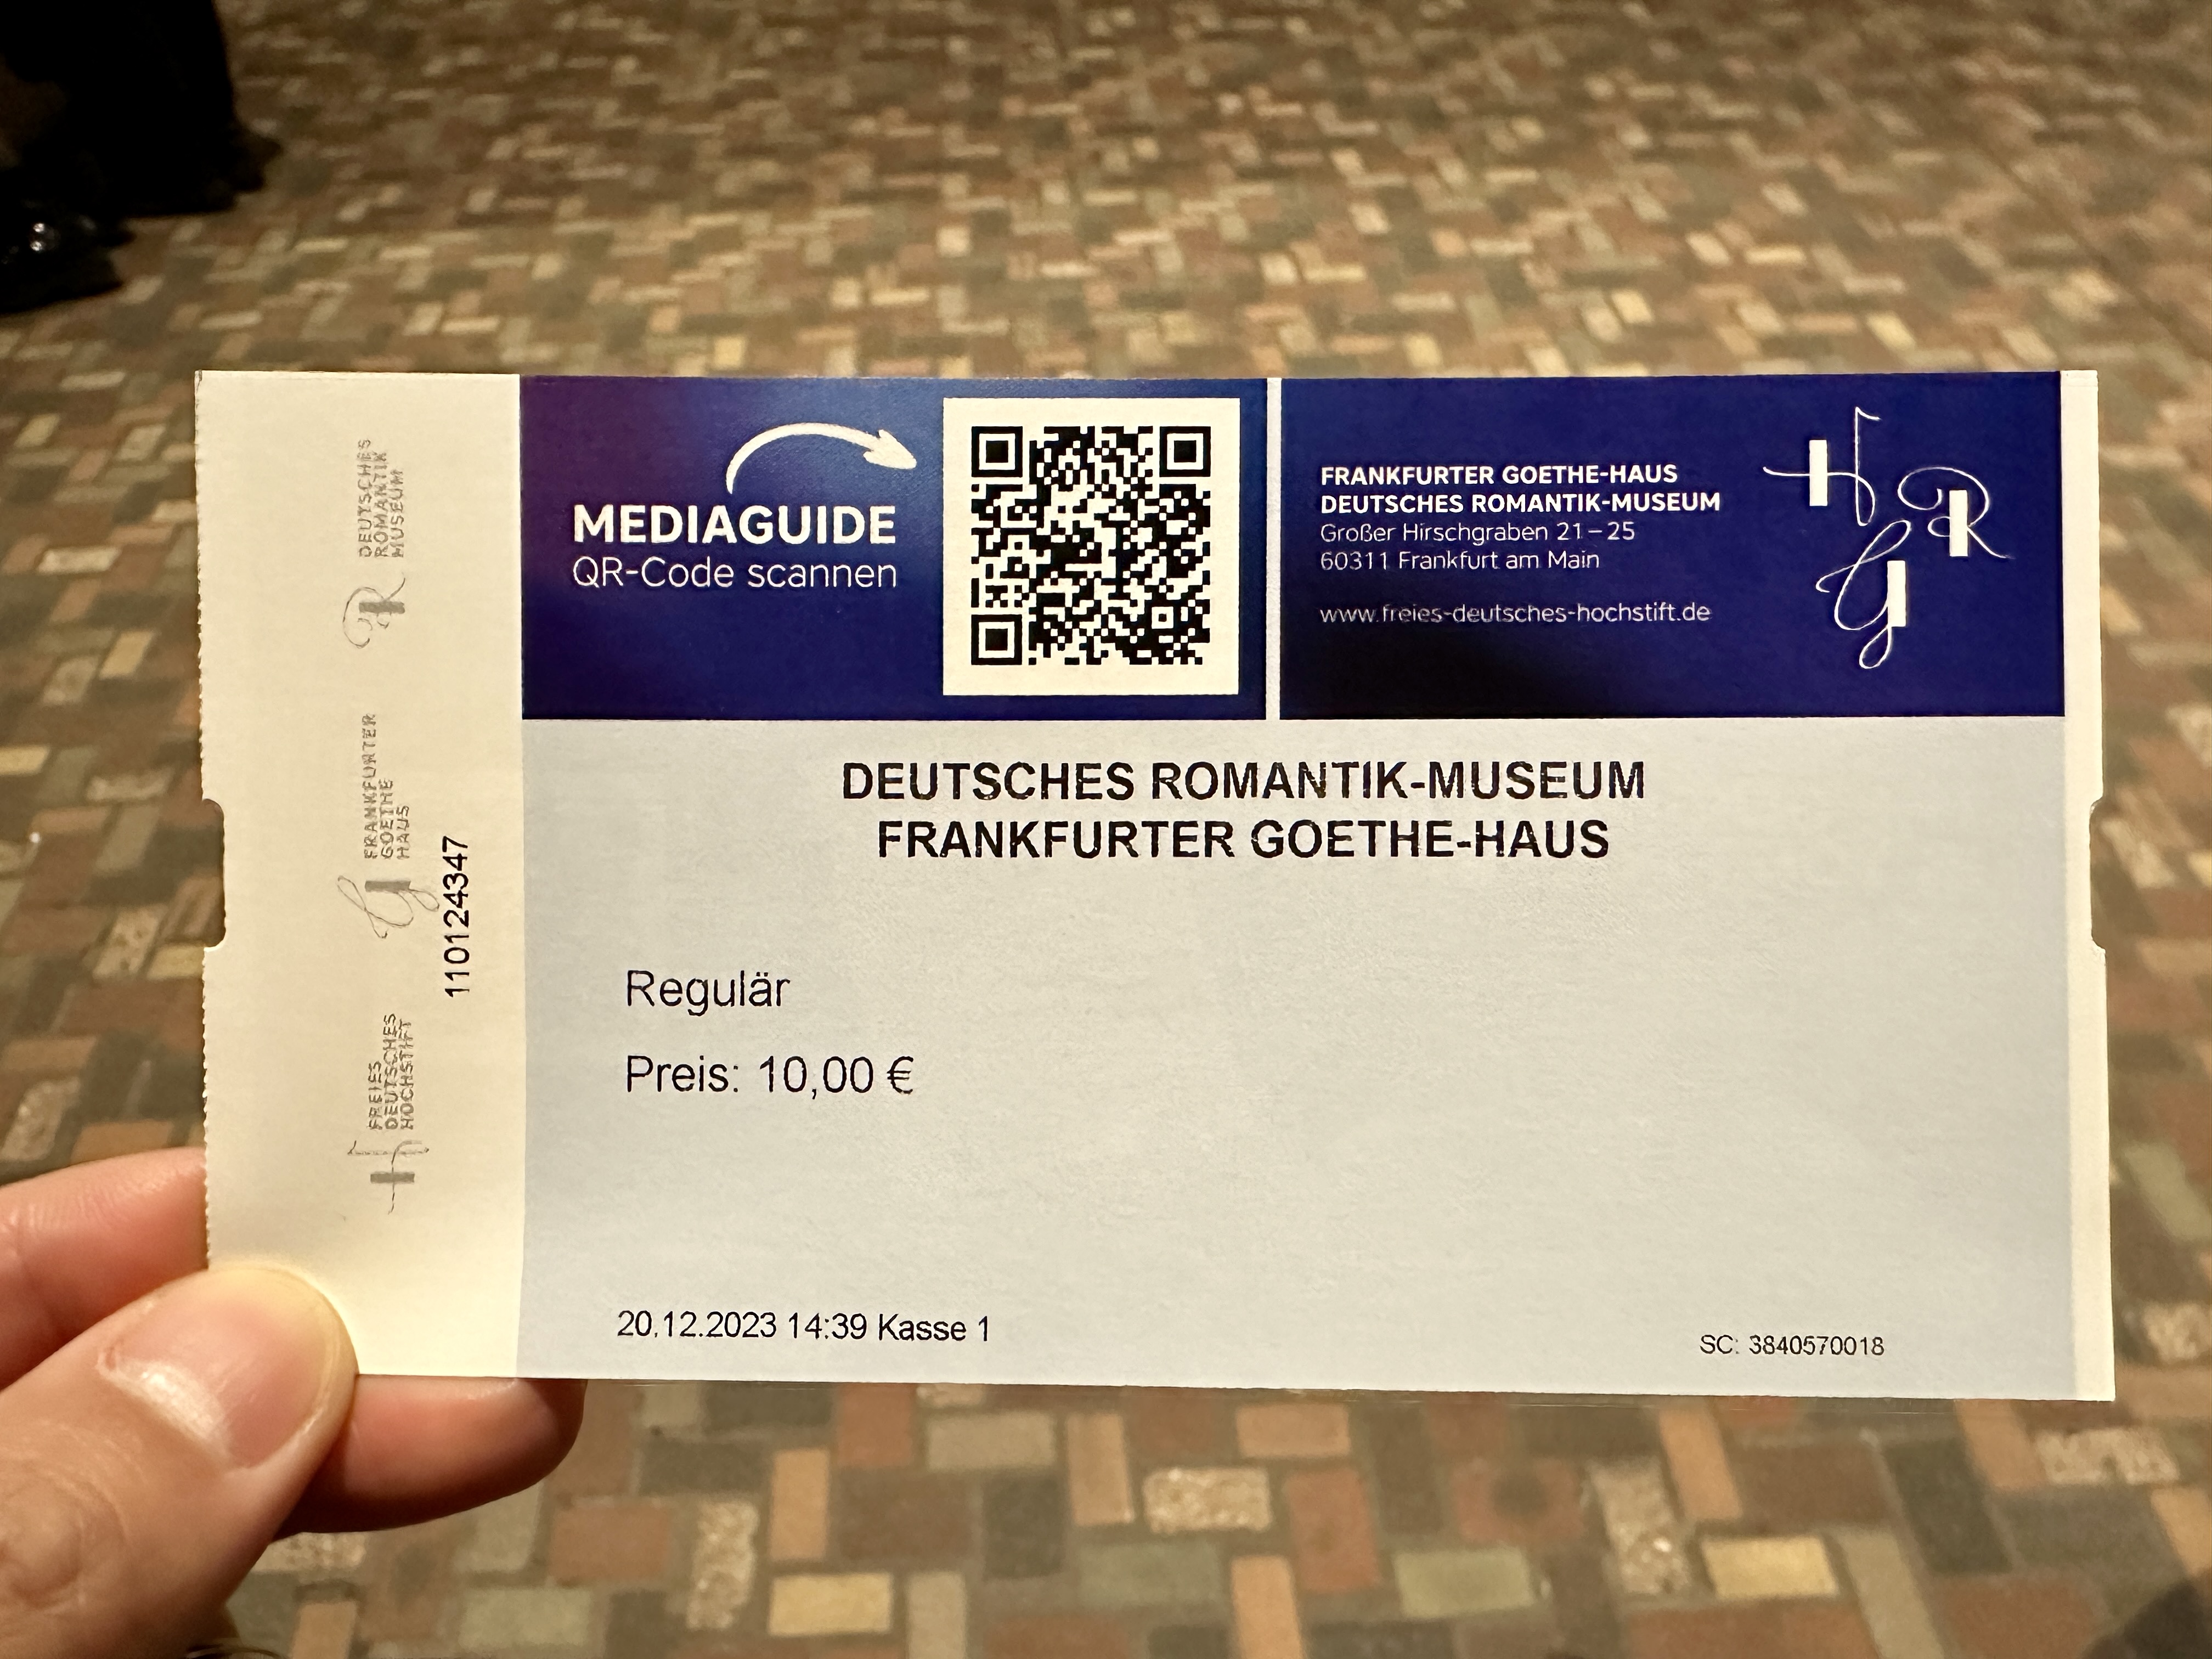 DEUTSCHES
ROMANTIK
MUSEUM
FRANKFURTER
GOETHE
HAUS
FREIES
DEUTSCHES
HOCHSTIFT
110124347
MEDIAGUIDE
QR-Code scannen
FRANKFURTER GOETHE-HAUS
DEUTSCHES ROMANTIK-MUSEUM
Großer Hirschgraben 21–25
60311 Frankfurt am Main
www.freies-deutsches-hochstift.de
H R G
DEUTSCHES ROMANTIK-MUSEUM
FRANKFURTER GOETHE-HAUS
Regulär
Preis: 10,00 €
20.12.2023 14:39 Kasse 1
SC: 3840570018